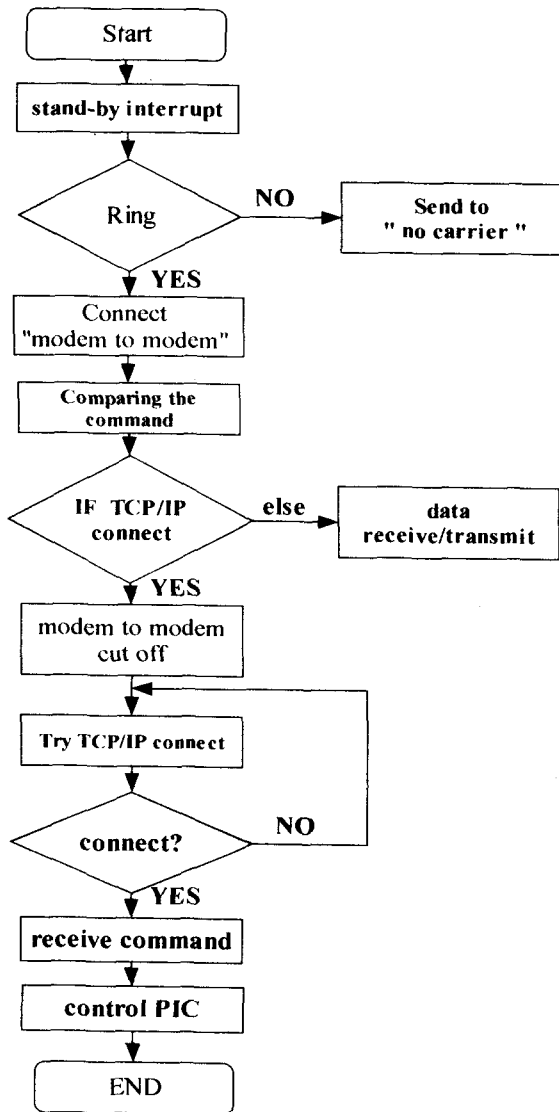 Start
stand-by interrupt
Ring
NO
Send to
" no carrier "
YES
Connect
"modem to modem"
Comparing the
command
IF TCP/IP
connect
else
data
receive/transmit
YES
modem to modem
cut off
Try TCP/IP connect
connect?
NO
YES
receive command
control PIC
END